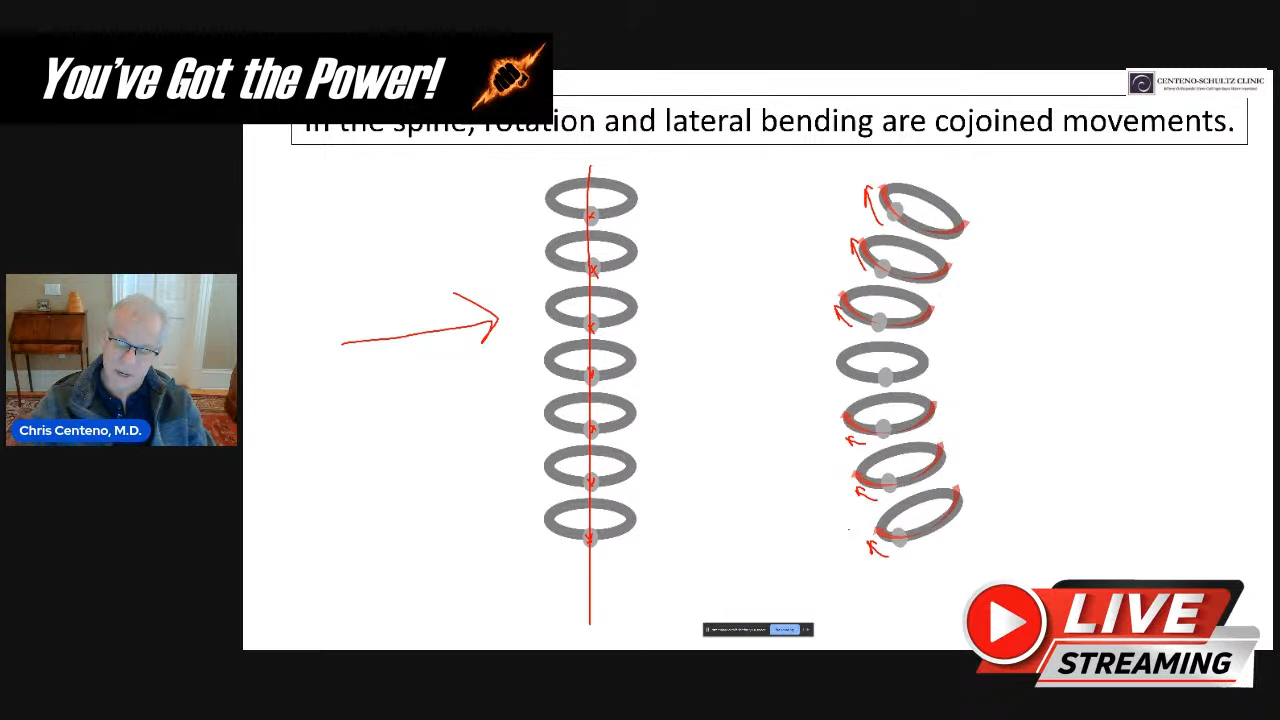 You've Got the Power!
CENTENO-SCHULTZ CLINIC
In the spine, rotation and lateral bending are cojoined movements.
Chris Centeno, M.D.
LIVE
STREAMING